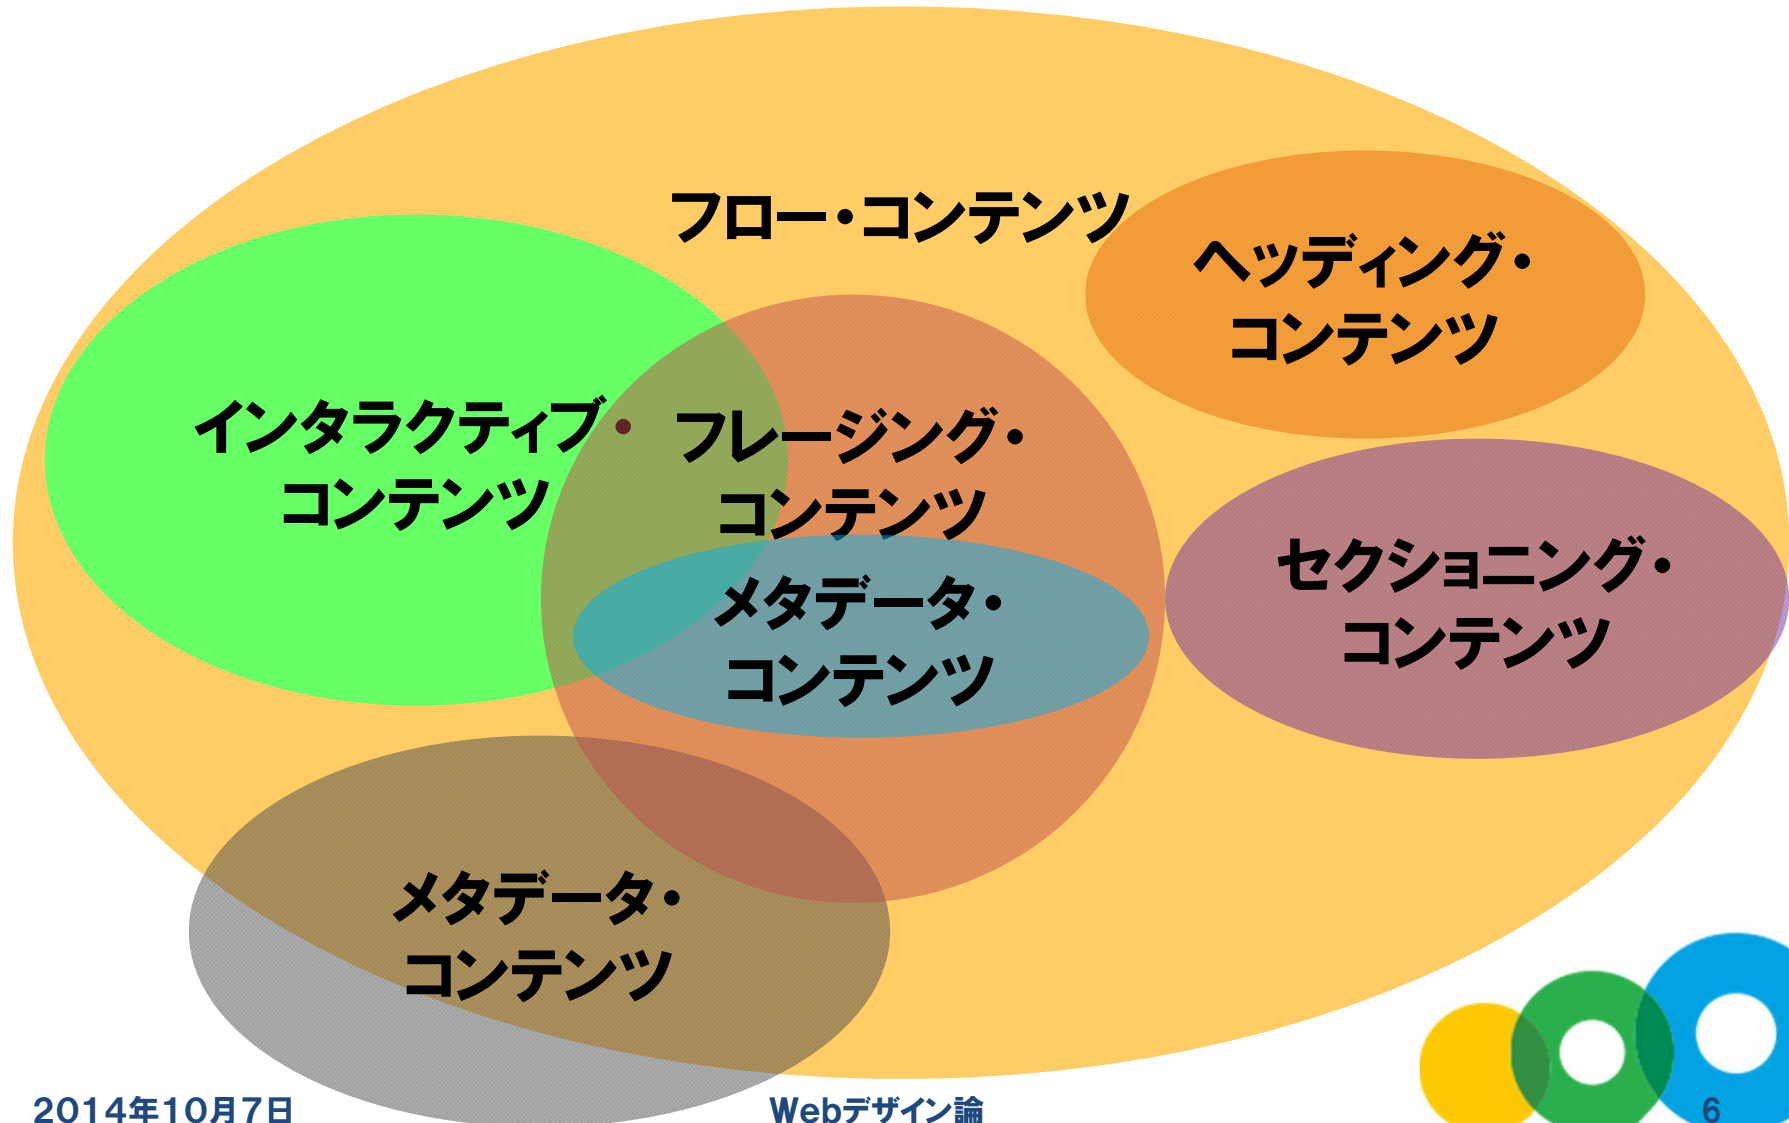 フロー・コンテンツ
ヘッディング・
コンテンツ
インタラクティブ・
コンテンツ
フレージング・
コンテンツ
セクショニング・
コンテンツ
メタデータ・
コンテンツ
メタデータ・
コンテンツ
2014年10月7日
Webデザイン論
6